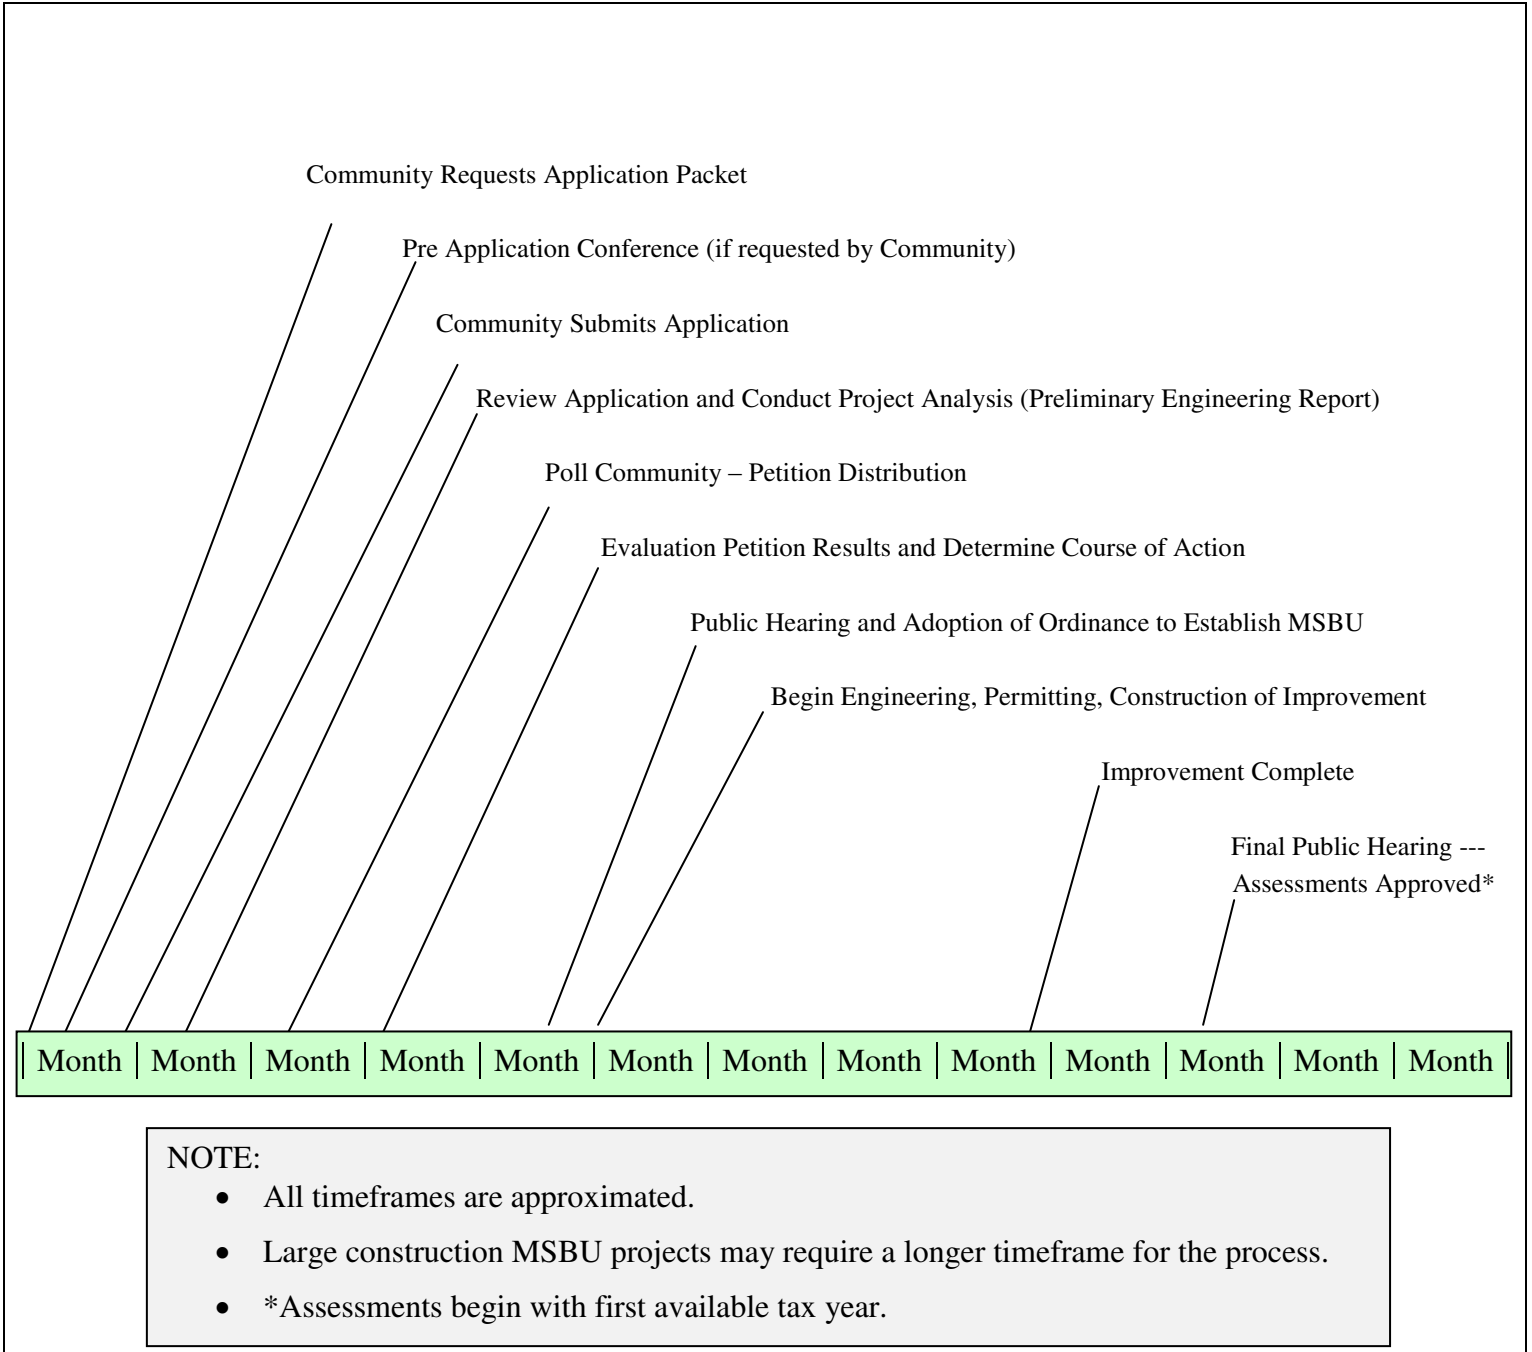 Community Requests Application Packet
Pre Application Conference (if requested by Community)
Community Submits Application
Review Application and Conduct Project Analysis (Preliminary Engineering Report)
Poll Community – Petition Distribution
Evaluation Petition Results and Determine Course of Action
Public Hearing and Adoption of Ordinance to Establish MSBU
Begin Engineering, Permitting, Construction of Improvement
Improvement Complete
Final Public Hearing ---
Assessments Approved*
| Month | Month | Month | Month | Month | Month | Month | Month | Month | Month | Month | Month | Month |
NOTE:
• All timeframes are approximated.
• Large construction MSBU projects may require a longer timeframe for the process.
• *Assessments begin with first available tax year.